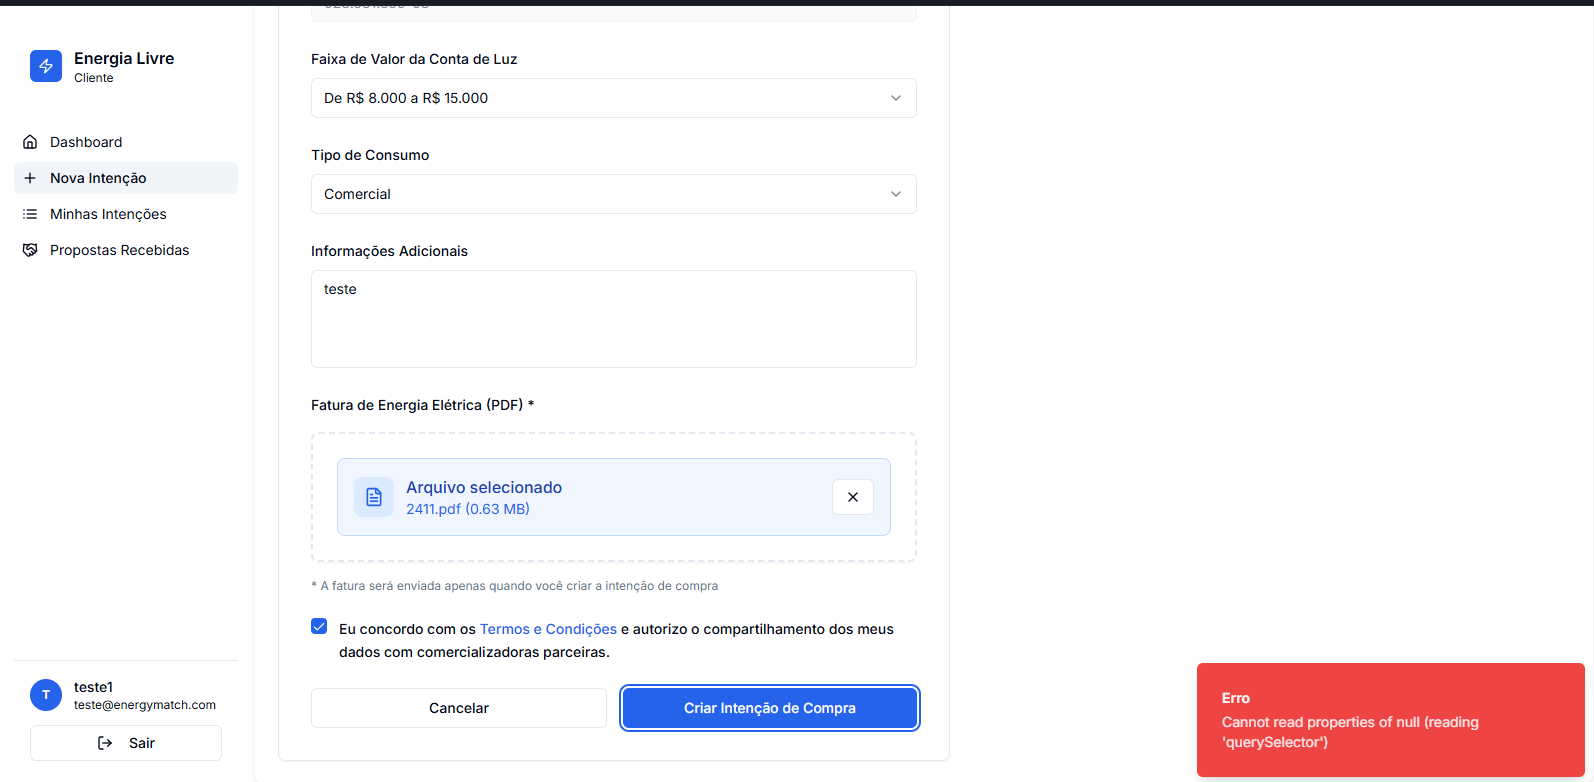 Energia Livre
Cliente
Dashboard
Nova Intenção
Minhas Intenções
Propostas Recebidas
teste1
T
teste@energymatch.com
Sair
Faixa de Valor da Conta de Luz
De R$ 8.000 a R$ 15.000
Tipo de Consumo
Comercial
Informações Adicionais
teste
Fatura de Energia Elétrica (PDF) *
Arquivo selecionado
2411.pdf (0.63 MB)
* A fatura será enviada apenas quando você criar a intenção de compra
Eu concordo com os Termos e Condições e autorizo o compartilhamento dos meus
dados com comercializadoras parceiras.
Cancelar
Criar Intenção de Compra
Erro
Cannot read properties of null (reading
'querySelector')